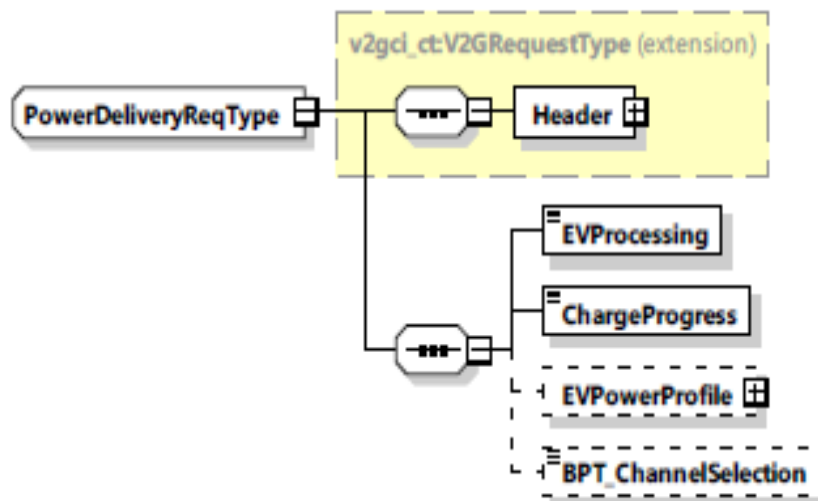 v2gci_ct:V2GRequestType (extension)
PowerDeliveryReqType
Header
EVProcessing
ChargeProgress
EVPowerProfile
BPT_ChannelSelection